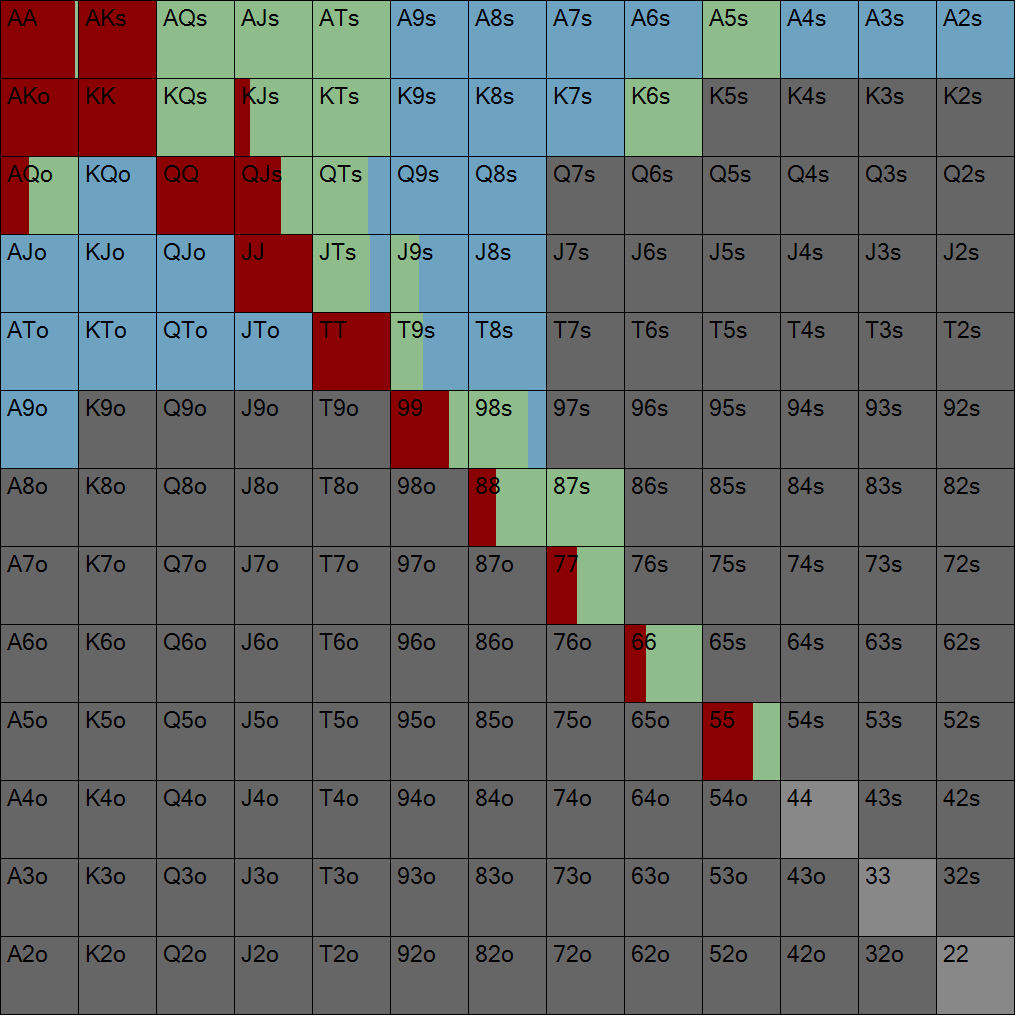 AA AKs AQs AJs ATs A9s A8s A7s A6s A5s A4s A3s A2s
AKo KK KQs KJs KTs K9s K8s K7s K6s K5s K4s K3s K2s
AQo KQo QQ QJs QTs Q9s Q8s Q7s Q6s Q5s Q4s Q3s Q2s
AJo KJo QJo JJ JTs J9s J8s J7s J6s J5s J4s J3s J2s
ATo KTo QTo JTo TT T9s T8s T7s T6s T5s T4s T3s T2s
A9o K9o Q9o J9o T9o 99 98s 97s 96s 95s 94s 93s 92s
A8o K8o Q8o J8o T8o 98o 88 87s 86s 85s 84s 83s 82s
A7o K7o Q7o J7o T7o 97o 87o 77 76s 75s 74s 73s 72s
A6o K6o Q6o J6o T6o 96o 86o 76o 66 65s 64s 63s 62s
A5o K5o Q5o J5o T5o 95o 85o 75o 65o 55 54s 53s 52s
A4o K4o Q4o J4o T4o 94o 84o 74o 64o 54o 44 43s 42s
A3o K3o Q3o J3o T3o 93o 83o 73o 63o 53o 43o 33 32s
A2o K2o Q2o J2o T2o 92o 82o 72o 62o 52o 42o 32o 22